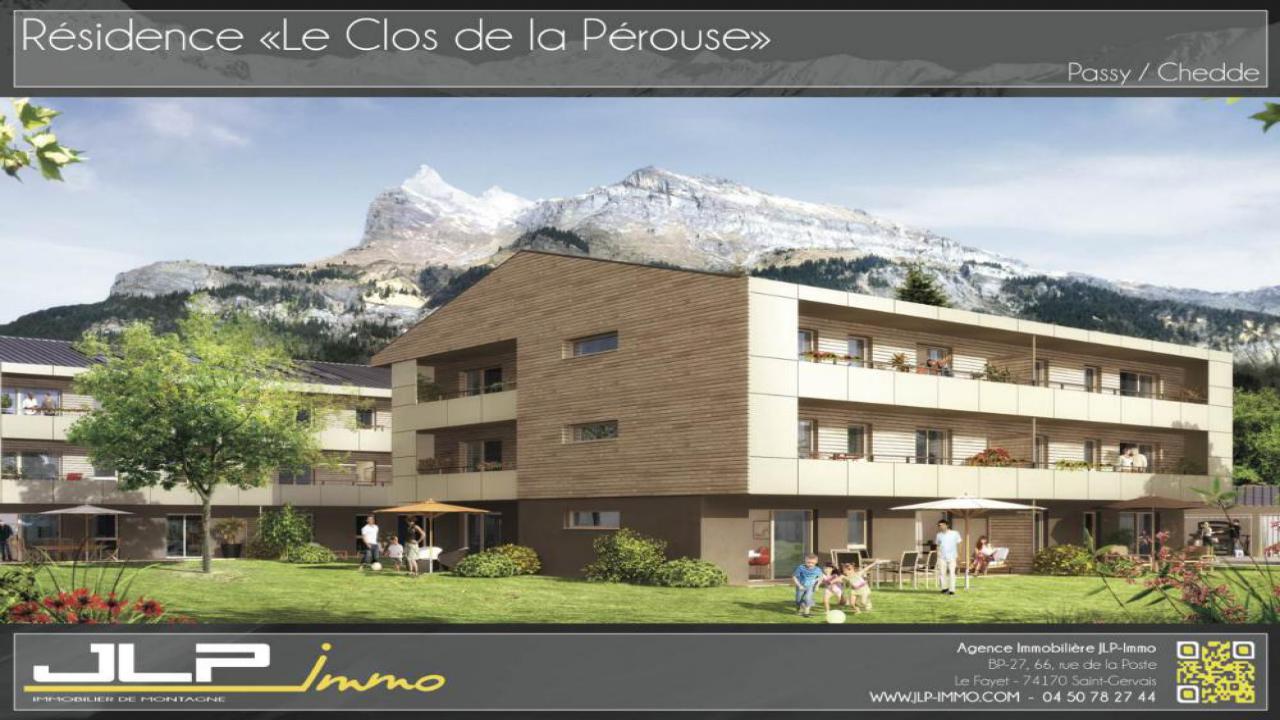 Résidence «Le Clos de la Pérouse»
Passy / Chedde
JLP immo
IMMOBILIER DE MONTAGNE
Agence Immobilière JLP-Immo
BP-27, 66, rue de la Poste
Le Fayet - 74170 Saint-Gervais
WWW.JLP-IMMO.COM - 04 50 78 27 44